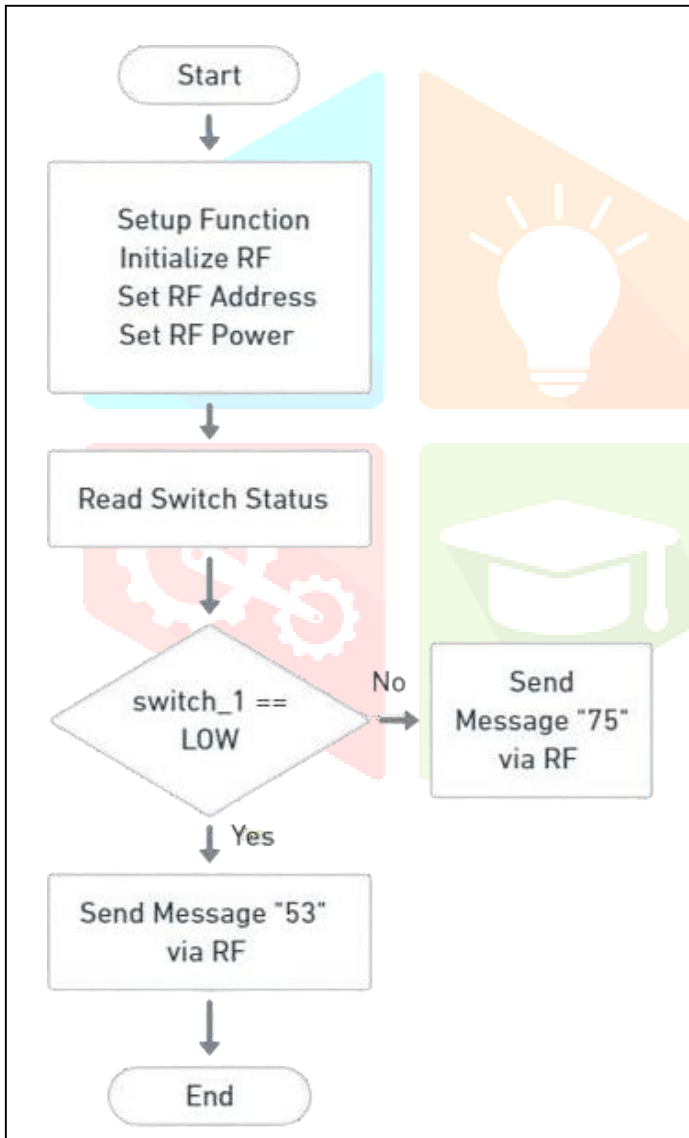 Start
Setup Function
Initialize RF
Set RF Address
Set RF Power
Read Switch Status
switch_1 ==
LOW
No
Send
Message "75"
via RF
Yes
Send Message "53"
via RF
End